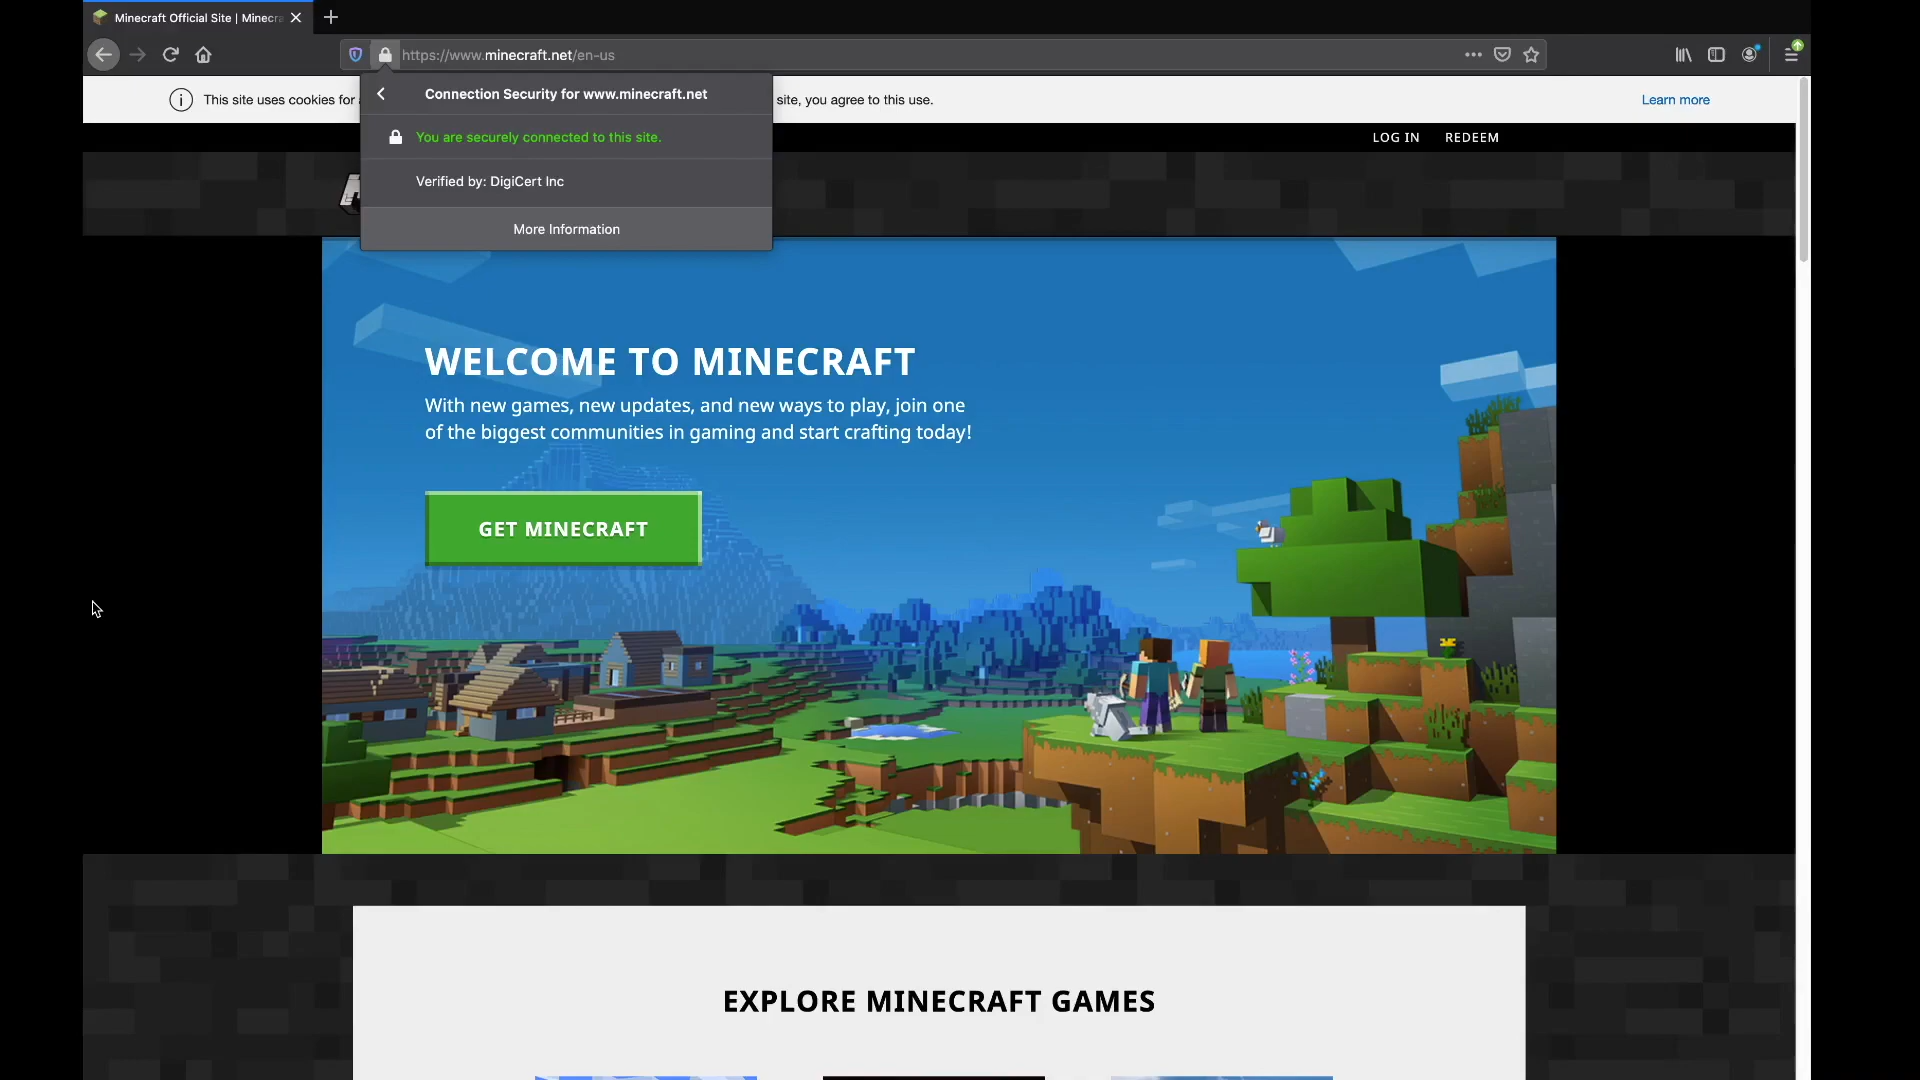 Minecraft Official Site | Minecra
https://www.minecraft.net/en-us
This site uses cookies for
site, you agree to this use.
Learn more
Connection Security for www.minecraft.net
You are securely connected to this site.
Verified by: DigiCert Inc
More Information
LOG IN REDEEM
WELCOME TO MINECRAFT
With new games, new updates, and new ways to play, join one
of the biggest communities in gaming and start crafting today!
GET MINECRAFT
EXPLORE MINECRAFT GAMES